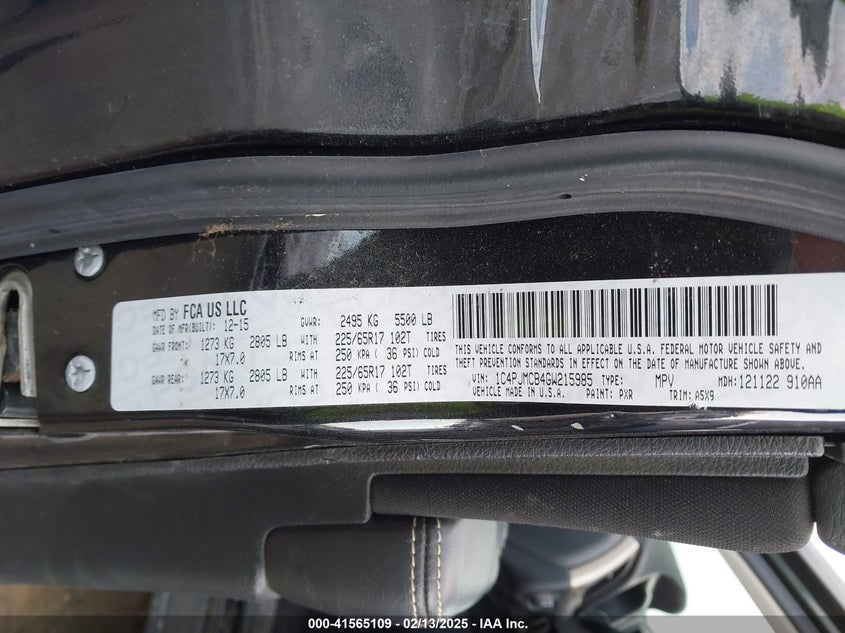 MFD BY FCA US LLC
DATE OF MFR(BUILT): 12-15 GVWR: 2495 KG 5500 LB
GAWR FRONT: 1273 KG 2805 LB WITH 225/65R17 102T TIRES
17X7.0 RIMS AT 250 KPA ( 36 PSI) COLD
GAWR REAR: 1273 KG 2805 LB WITH 225/65R17 102T TIRES
17X7.0 RIMS AT 250 KPA ( 36 PSI) COLD
THIS VEHICLE CONFORMS TO ALL APPLICABLE U.S.A. FEDERAL MOTOR VEHICLE SAFETY AND
THEFT PREVENTION STANDARDS IN EFFECT ON THE DATE OF MANUFACTURE SHOWN ABOVE.
VIN: 1C4PJMCB4GW215985 TYPE: MPV MDH: 121122 910AA
VEHICLE MADE IN U.S.A. PAINT: PXR TRIM: A5X9
000-41565109 - 02/13/2025 - IAA Inc.